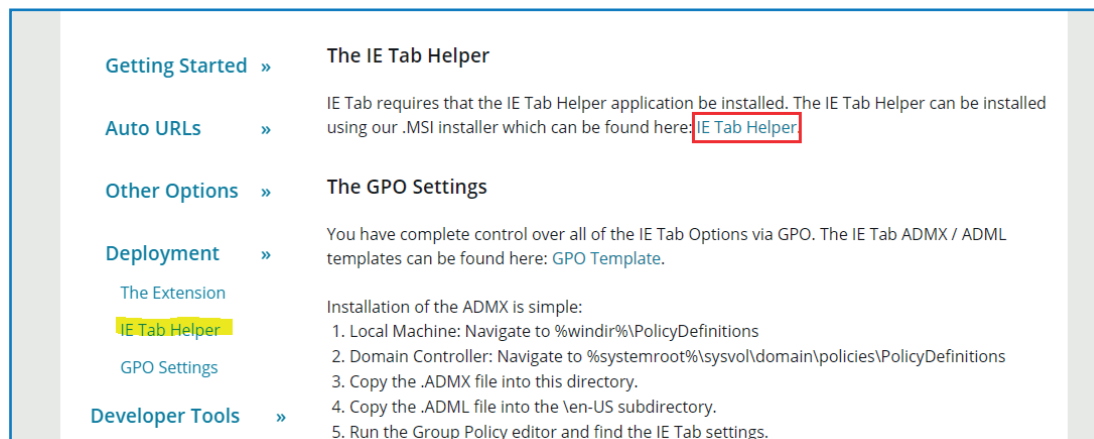 Getting Started »
Auto URLs »
Other Options »
Deployment »
The Extension
IE Tab Helper
GPO Settings
Developer Tools »
The IE Tab Helper
IE Tab requires that the IE Tab Helper application be installed. The IE Tab Helper can be installed
using our .MSI installer which can be found here: IE Tab Helper.
The GPO Settings
You have complete control over all of the IE Tab Options via GPO. The IE Tab ADMX / ADML
templates can be found here: GPO Template.
Installation of the ADMX is simple:
1. Local Machine: Navigate to %windir%\PolicyDefinitions
2. Domain Controller: Navigate to %systemroot%\sysvol\domain\policies\PolicyDefinitions
3. Copy the .ADMX file into this directory.
4. Copy the .ADML file into the \en-US subdirectory.
5. Run the Group Policy editor and find the IE Tab settings.